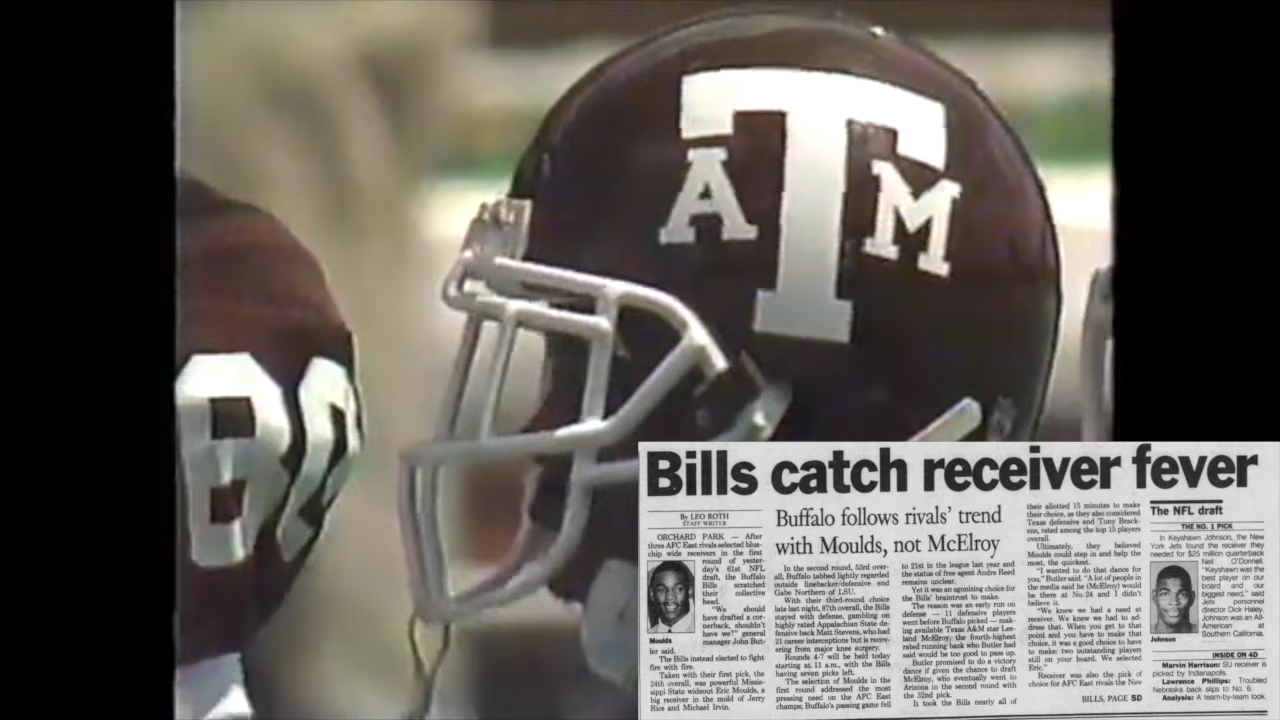 A T M
80
Bills catch receiver fever
By LEO ROTH
STAFF WRITER
ORCHARD PARK — After
three AFC East rivals selected blue-
chip wide receivers in the first
round of yester-
day's 61st NFL
draft, the Buffalo
Bills scratched
their collective
head.
"We should
have drafted a cor-
nerback, shouldn't
have we?" general
manager John But-
ler said.
Moulds
The Bills instead elected to fight
fire with fire.
Taken with their first pick, the
24th overall, was powerful Missis-
sippi State wideout Eric Moulds, a
big receiver in the mold of Jerry
Rice and Michael Irvin.
Buffalo follows rivals' trend
with Moulds, not McElroy
In the second round, 53rd over-
all, Buffalo tabbed lightly regarded
outside linebacker/defensive end
Gabe Northern of LSU.
With their third-round choice
late last night, 87th overall, the Bills
stayed with defense, gambling on
highly rated Appalachian State de-
fensive back Matt Stevens, who had
21 career interceptions but is recov-
ering from major knee surgery.
Rounds 4-7 will be held today
starting at 11 a.m., with the Bills
having seven picks left.
The selection of Moulds in the
first round addressed the most
pressing need on the AFC East
champs; Buffalo's passing game fell
to 21st in the league last year and
the status of free agent Andre Reed
remains unclear.
Yet it was an agonizing choice for
the Bills' braintrust to make.
The reason was an early run on
defense — 11 defensive players
went before Buffalo picked — mak-
ing available Texas A&M star Lee-
land McElroy, the fourth-highest
rated running back who Butler had
said would be too good to pass up.
Butler promised to do a victory
dance if given the chance to draft
McElroy, who eventually went to
Arizona in the second round with
the 32nd pick.
It took the Bills nearly all of
their allotted 15 minutes to make
their choice, as they also considered
Texas defensive end Tony Brack-
ens, rated among the top 15 players
overall.
Ultimately, they believed
Moulds could step in and help the
most, the quickest.
"I wanted to do that dance for
you," Butler said. "A lot of people in
the media said he (McElroy) would
be there at No. 24 and I didn't
believe it.
"We knew we had a need at
receiver. We knew we had to ad-
dress that. When you get to that
point and you have to make that
choice, it was a good choice to have
to make: two outstanding players
still on your board. We selected
Eric."
Receiver was also the pick of
choice for AFC East rivals the New
BILLS, PAGE 5D
The NFL draft
THE NO. 1 PICK
In Keyshawn Johnson, the New
York Jets found the receiver they
needed for $25 million quarterback
Neil O'Donnell.
"Keyshawn was the
best player on our
board and our
biggest need," said
Jets personnel
director Dick Haley.
Johnson was an All-
American at
Southern California.
Johnson
INSIDE ON 4D
Marvin Harrison: SU receiver is
picked by Indianapolis.
Lawrence Phillips: Troubled
Nebraska back slips to No. 6.
Analysis: A team-by-team look.